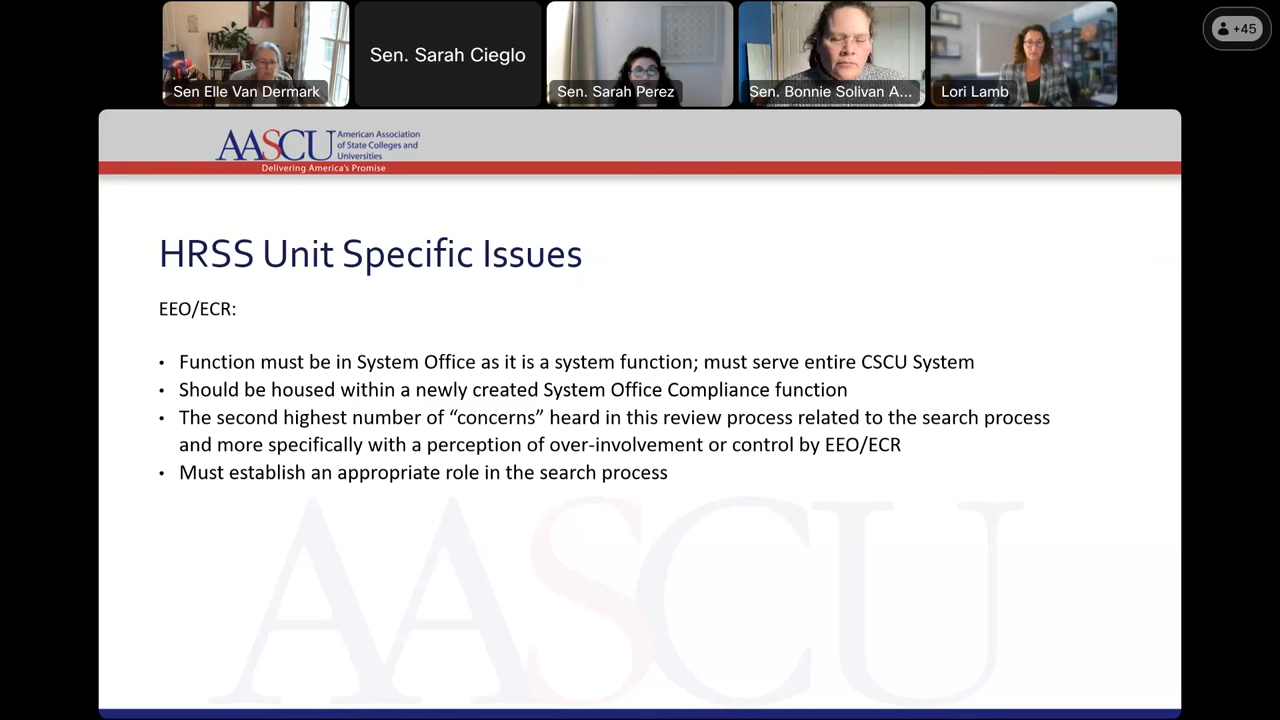 Sen Elle Van Dermark
Sen. Sarah Cieglo
Sen. Sarah Perez
Sen. Bonnie Solivan A...
Lori Lamb
+45
AASCU
American Association
of State Colleges and
Universities
Delivering America's Promise
HRSS Unit Specific Issues
EEO/ECR:
• Function must be in System Office as it is a system function; must serve entire CSCU System
• Should be housed within a newly created System Office Compliance function
• The second highest number of “concerns” heard in this review process related to the search process
and more specifically with a perception of over-involvement or control by EEO/ECR
• Must establish an appropriate role in the search process
AASCU